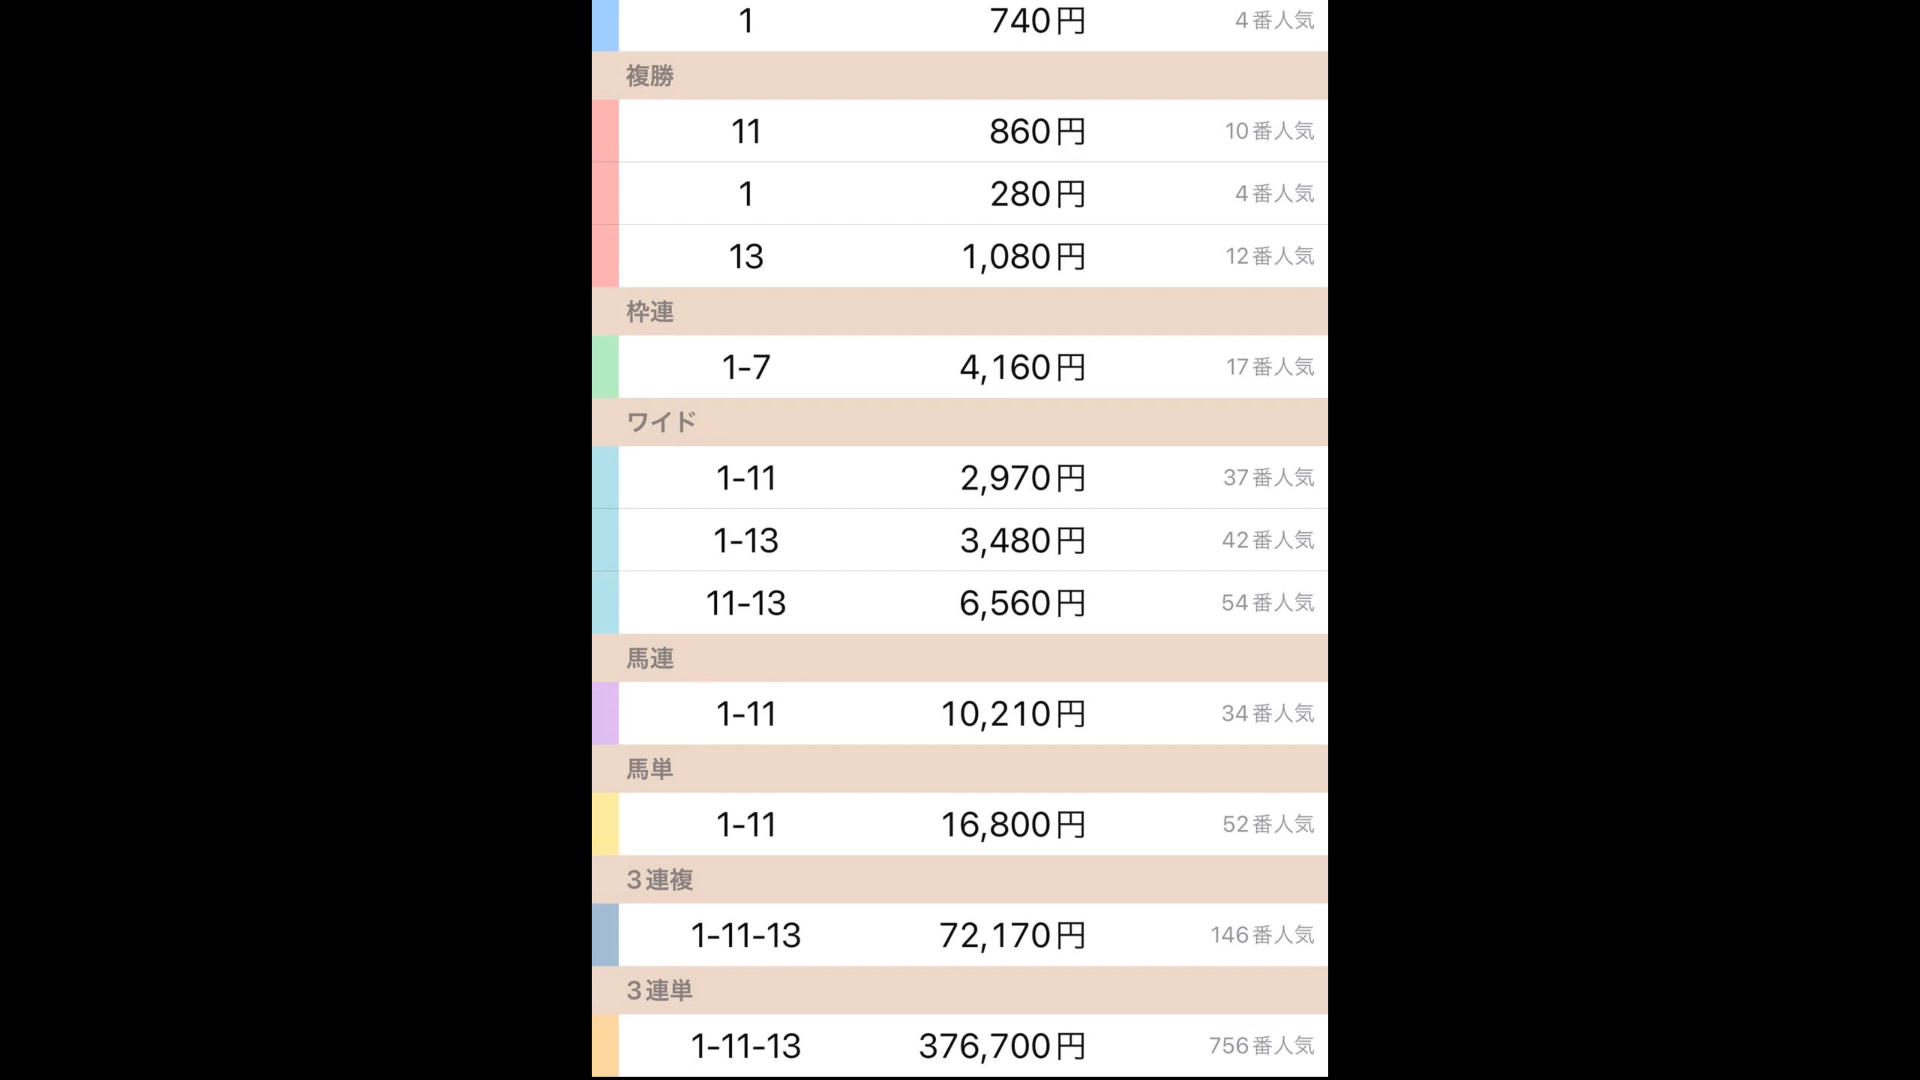 1 740円 4番人気
複勝
11 860円 10番人気
1 280円 4番人気
13 1,080円 12番人気
枠連
1-7 4,160円 17番人気
ワイド
1-11 2,970円 37番人気
1-13 3,480円 42番人気
11-13 6,560円 54番人気
馬連
1-11 10,210円 34番人気
馬単
1-11 16,800円 52番人気
3連複
1-11-13 72,170円 146番人気
3連単
1-11-13 376,700円 756番人気